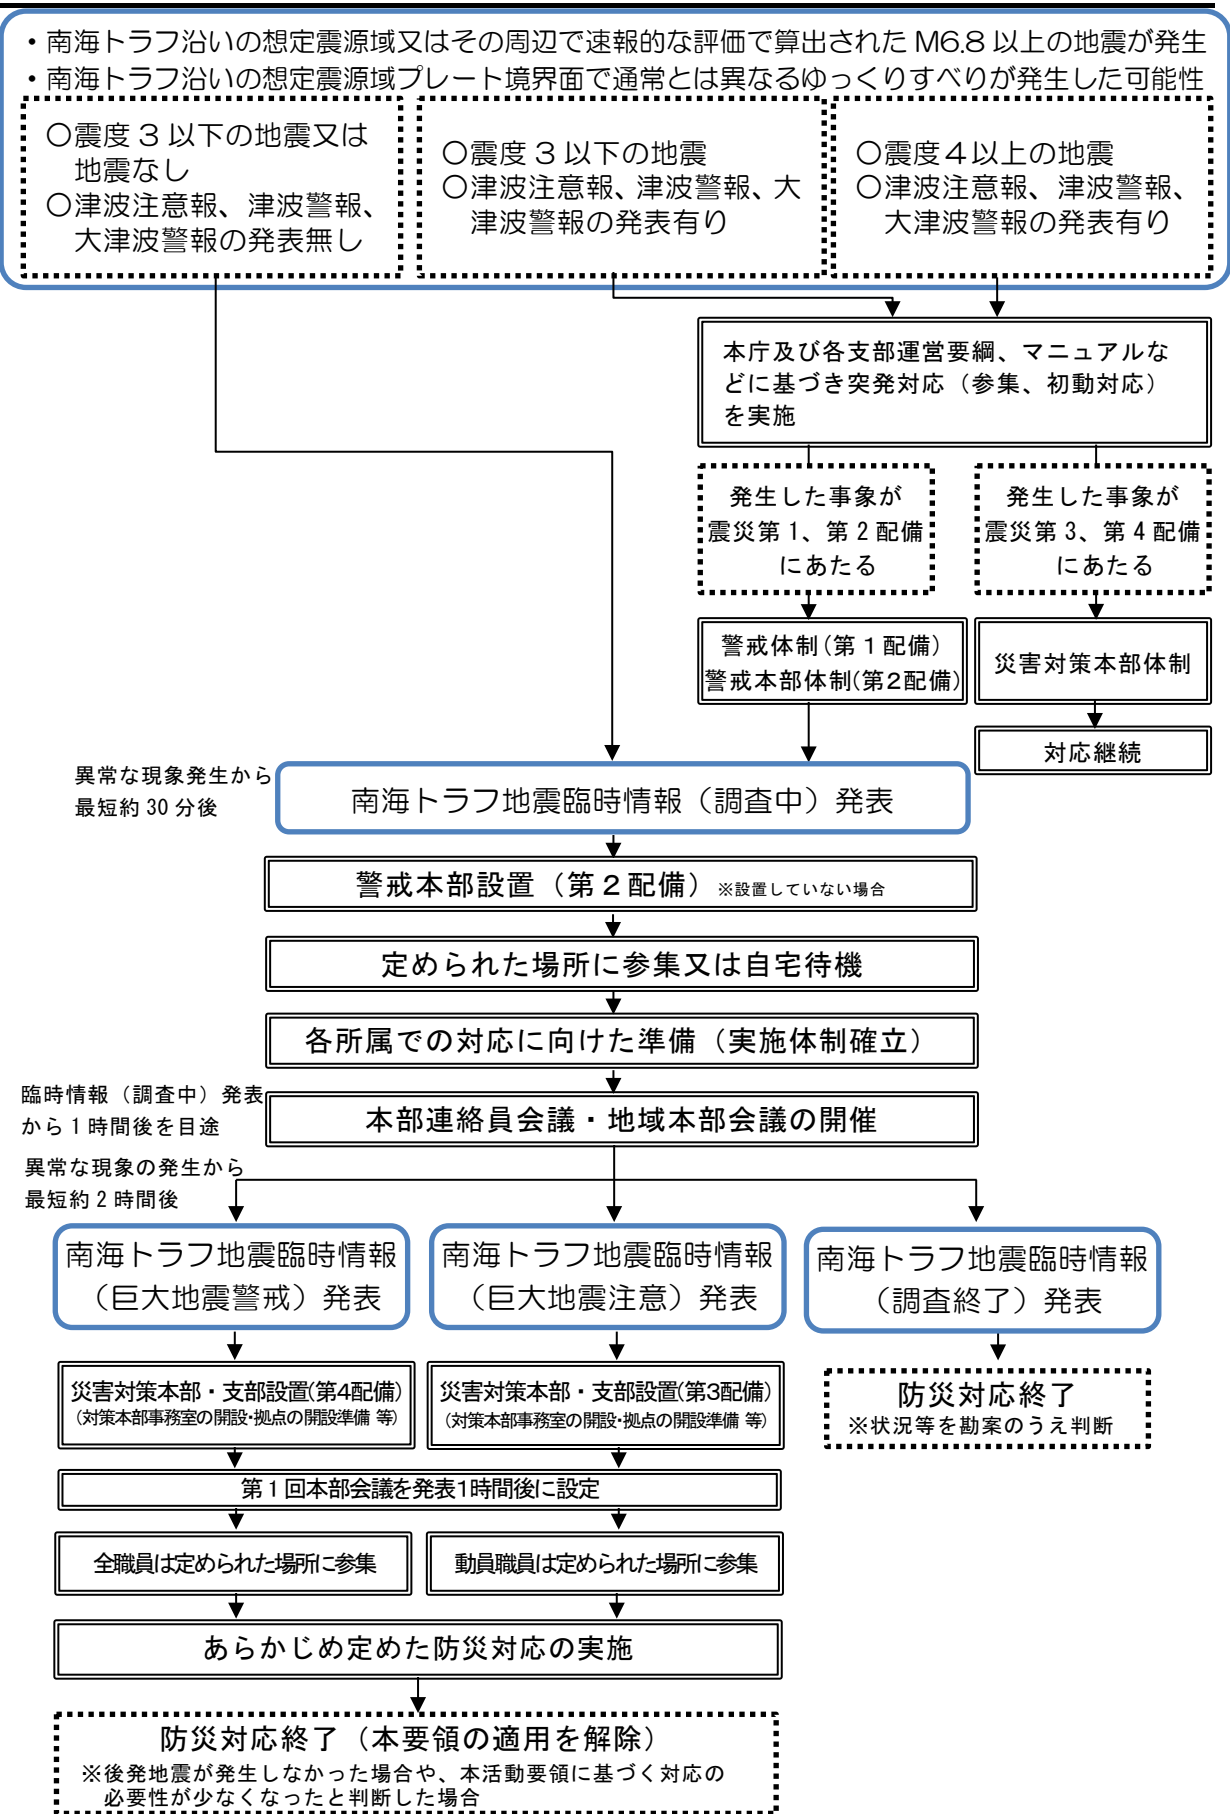 ・南海トラフ沿いの想定震源域又はその周辺で速報的な評価で算出された M6.8 以上の地震が発生
・南海トラフ沿いの想定震源域プレート境界面で通常とは異なるゆっくりすべりが発生した可能性
〇震度 3 以下の地震又は
地震なし
〇津波注意報、津波警報、
大津波警報の発表無し
〇震度 3 以下の地震
〇津波注意報、津波警報、大
津波警報の発表有り
〇震度4以上の地震
〇津波注意報、津波警報、
大津波警報の発表有り
本庁及び各支部運営要綱、マニュアルな
どに基づき突発対応（参集、初動対応）
を実施
発生した事象が
震災第 1、第 2 配備
にあたる
発生した事象が
震災第 3、第 4 配備
にあたる
警戒体制(第１配備)
警戒本部体制(第2配備)
災害対策本部体制
対応継続
異常な現象発生から
最短約 30 分後
南海トラフ地震臨時情報（調査中）発表
警戒本部設置（第２配備）※設置していない場合
定められた場所に参集又は自宅待機
各所属での対応に向けた準備（実施体制確立）
臨時情報（調査中）発表
から１時間後を目途
本部連絡員会議・地域本部会議の開催
異常な現象の発生から
最短約 2 時間後
南海トラフ地震臨時情報
（巨大地震警戒）発表
南海トラフ地震臨時情報
（巨大地震注意）発表
南海トラフ地震臨時情報
（調査終了）発表
災害対策本部・支部設置(第4配備)
(対策本部事務室の開設・拠点の開設準備 等)
災害対策本部・支部設置(第3配備)
(対策本部事務室の開設・拠点の開設準備 等)
防災対応終了
※状況等を勘案のうえ判断
第１回本部会議を発表1時間後に設定
全職員は定められた場所に参集
動員職員は定められた場所に参集
あらかじめ定めた防災対応の実施
防災対応終了（本要領の適用を解除）
※後発地震が発生しなかった場合や、本活動要領に基づく対応の
必要性が少なくなったと判断した場合